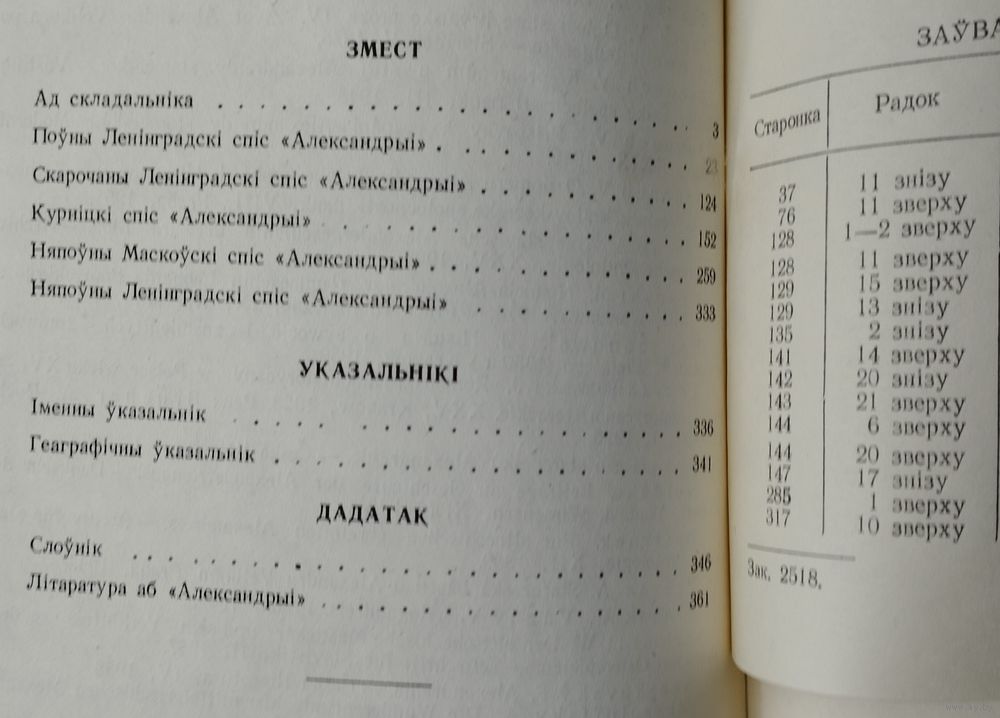 ЗМЕСТ
Ад складальніка 3
Поўны Ленінградскі спіс «Александрыі» 23
Скарочаны Ленінградскі спіс «Александрыі» 124
Курніцкі спіс «Александрыі» 152
Няпоўны Маскоўскі спіс «Александрыі» 259
Няпоўны Ленінградскі спіс «Александрыі» 333
УКАЗАЛЬНІКІ
Іменны ўказальнік 336
Геаграфічны ўказальнік 341
ДАДАТАК
Слоўнік 346
Літаратура аб «Александрыі» 361
ЗАЎВА
Старонка Радок
37 11 знізу
76 11 зверху
128 1—2 зверху
128 11 зверху
129 15 зверху
129 13 знізу
135 2 знізу
141 14 зверху
142 20 знізу
143 21 зверху
144 6 зверху
144 20 зверху
147 17 знізу
285 1 зверху
317 10 зверху
Зак. 2518.